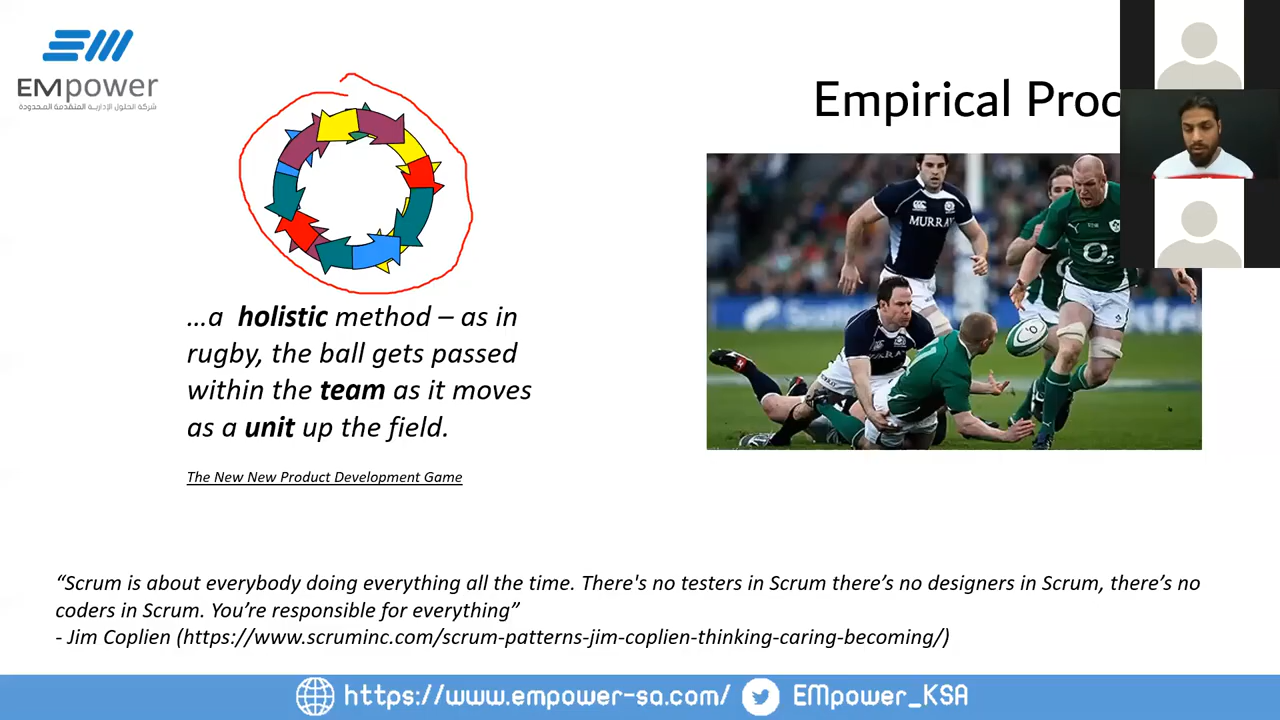 EMpower
شركة الحلول الإدارية المتقدمة المحدودة
Empirical Proc
MURRAY
O2
...a holistic method – as in
rugby, the ball gets passed
within the team as it moves
as a unit up the field.
The New New Product Development Game
“Scrum is about everybody doing everything all the time. There's no testers in Scrum there’s no designers in Scrum, there’s no
coders in Scrum. You’re responsible for everything”
- Jim Coplien (https://www.scruminc.com/scrum-patterns-jim-coplien-thinking-caring-becoming/)
https://www.empower-sa.com/ EMpower_KSA